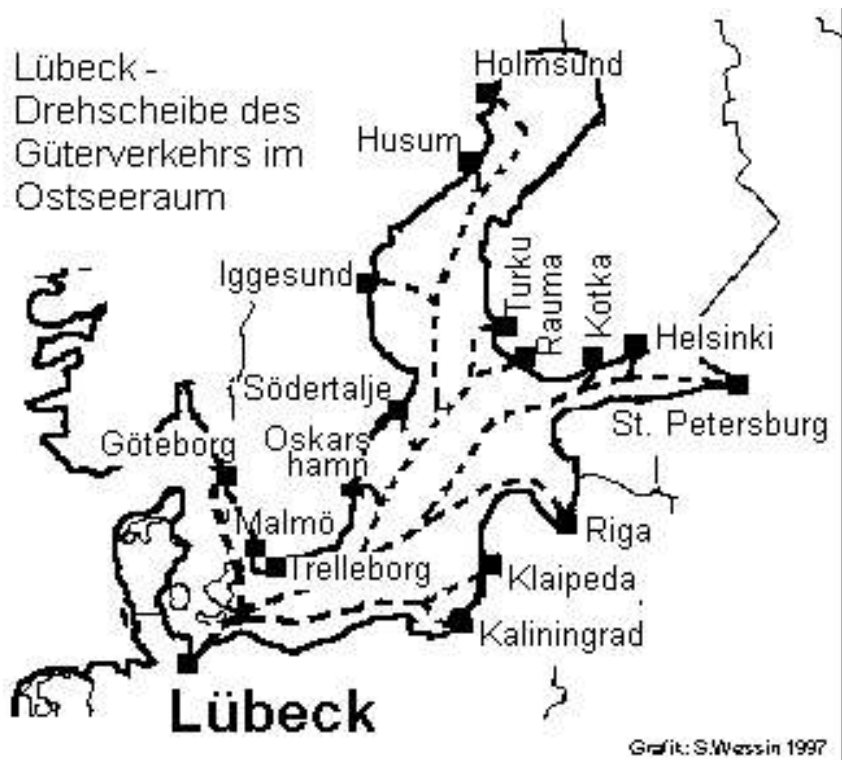 Lübeck -
Drehscheibe des
Güterverkehrs im
Ostseeraum
Holmsund
Husum
Iggesund
Turku
Rauma
Kotka
Helsinki
Södertalje
St. Petersburg
Göteborg
Oskars
hamn
Malmö
Riga
Trelleborg
Klaipeda
Kaliningrad
Lübeck
Grafik: S.Wessin 1997